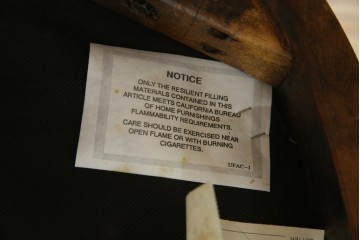 NOTICE
ONLY THE RESILIENT FILLING
MATERIALS CONTAINED IN THIS
ARTICLE MEETS CALIFORNIA BUREAU
OF HOME FURNISHINGS
FLAMMABILITY REQUIREMENTS.
CARE SHOULD BE EXERCISED NEAR
OPEN FLAME OR WITH BURNING
CIGARETTES.
UFAC-1